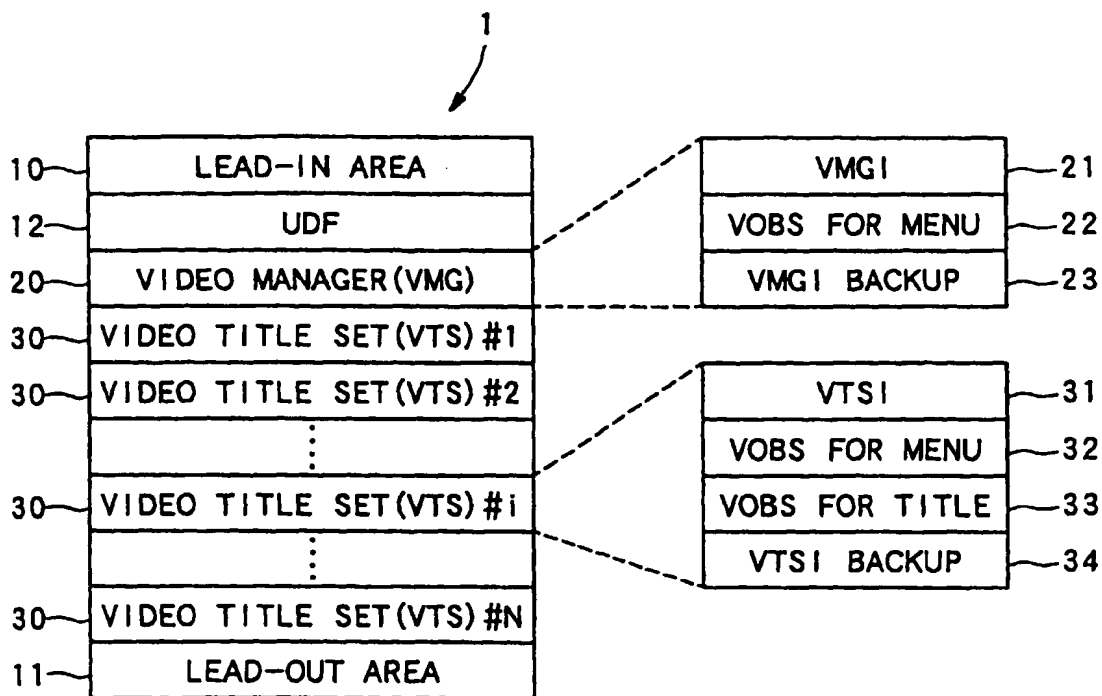 1
10 LEAD-IN AREA
12 UDF
20 VIDEO MANAGER(VMG)
30 VIDEO TITLE SET(VTS)#1
30 VIDEO TITLE SET(VTS)#2
30 VIDEO TITLE SET(VTS)#i
30 VIDEO TITLE SET(VTS)#N
11 LEAD-OUT AREA
VMGI 21
VOBS FOR MENU 22
VMGI BACKUP 23
VTSI 31
VOBS FOR MENU 32
VOBS FOR TITLE 33
VTSI BACKUP 34